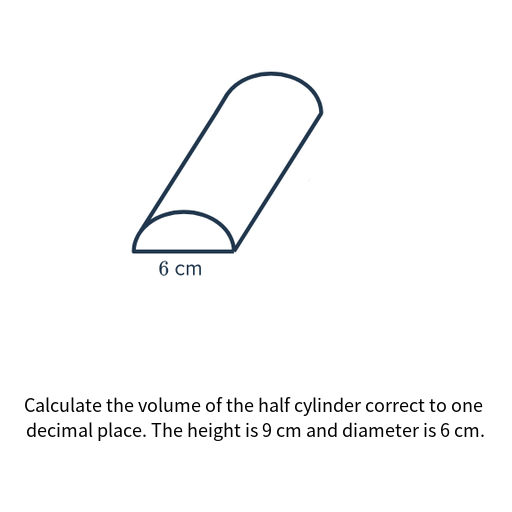 6 cm
Calculate the volume of the half cylinder correct to one
decimal place. The height is 9 cm and diameter is 6 cm.